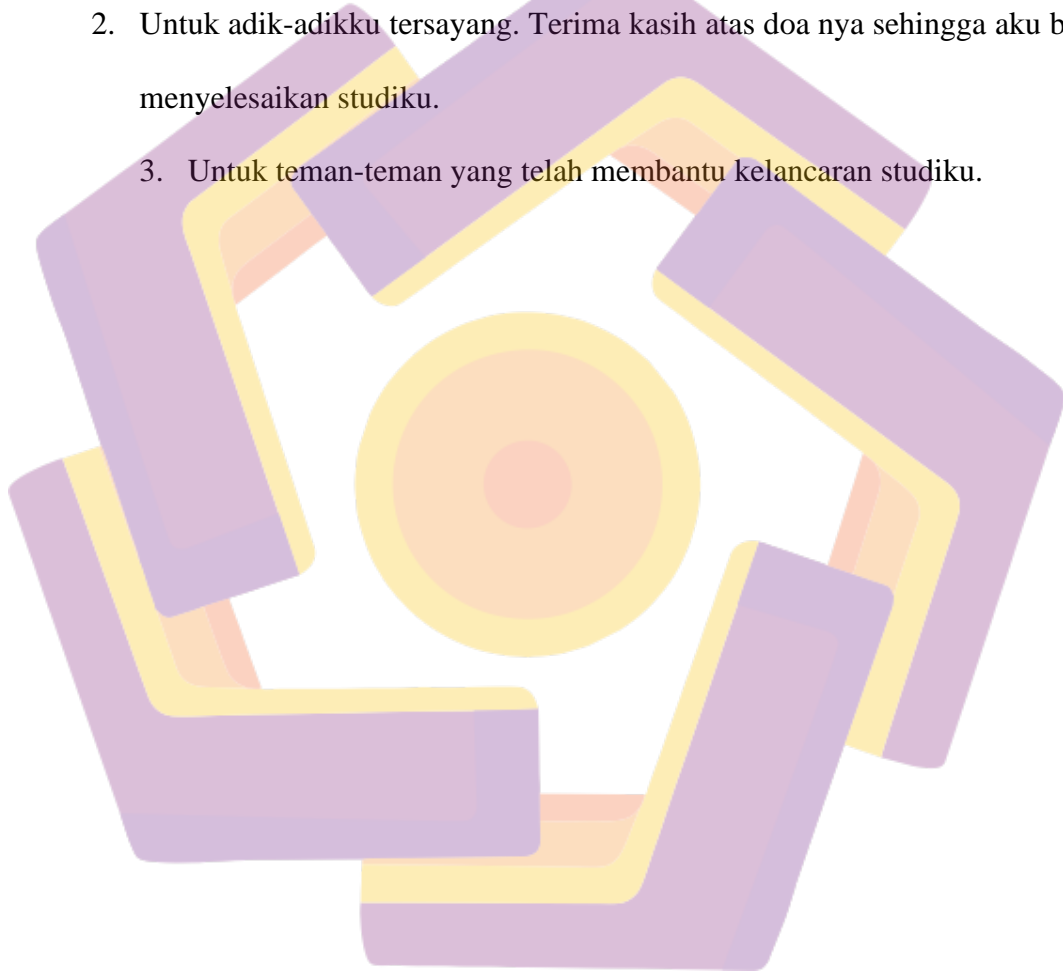 2. Untuk adik-adikku tersayang. Terima kasih atas doa nya sehingga aku
menyelesaikan studiku.
3. Untuk teman-teman yang telah membantu kelancaran studiku.